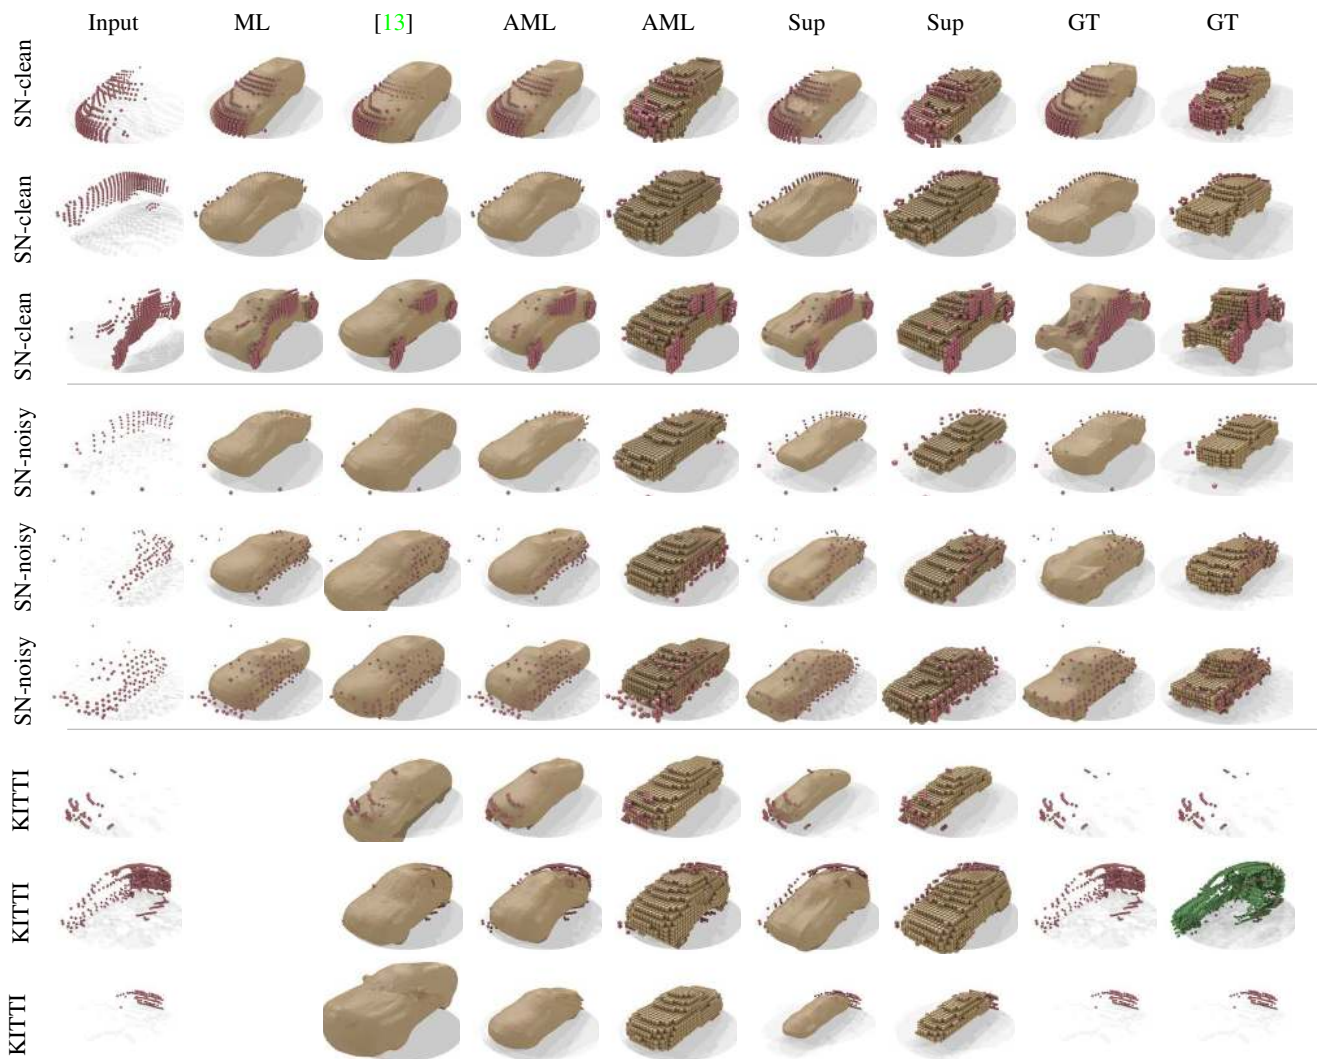 Input ML [13] AML AML Sup Sup GT GT
SN-clean
SN-clean
SN-clean
SN-noisy
SN-noisy
SN-noisy
KITTI
KITTI
KITTI